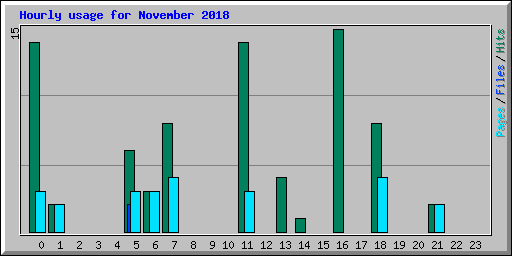 Hourly usage for November 2018
15
Pages/Files/Hits
0 1 2 3 4 5 6 7 8 9 10 11 12 13 14 15 16 17 18 19 20 21 22 23